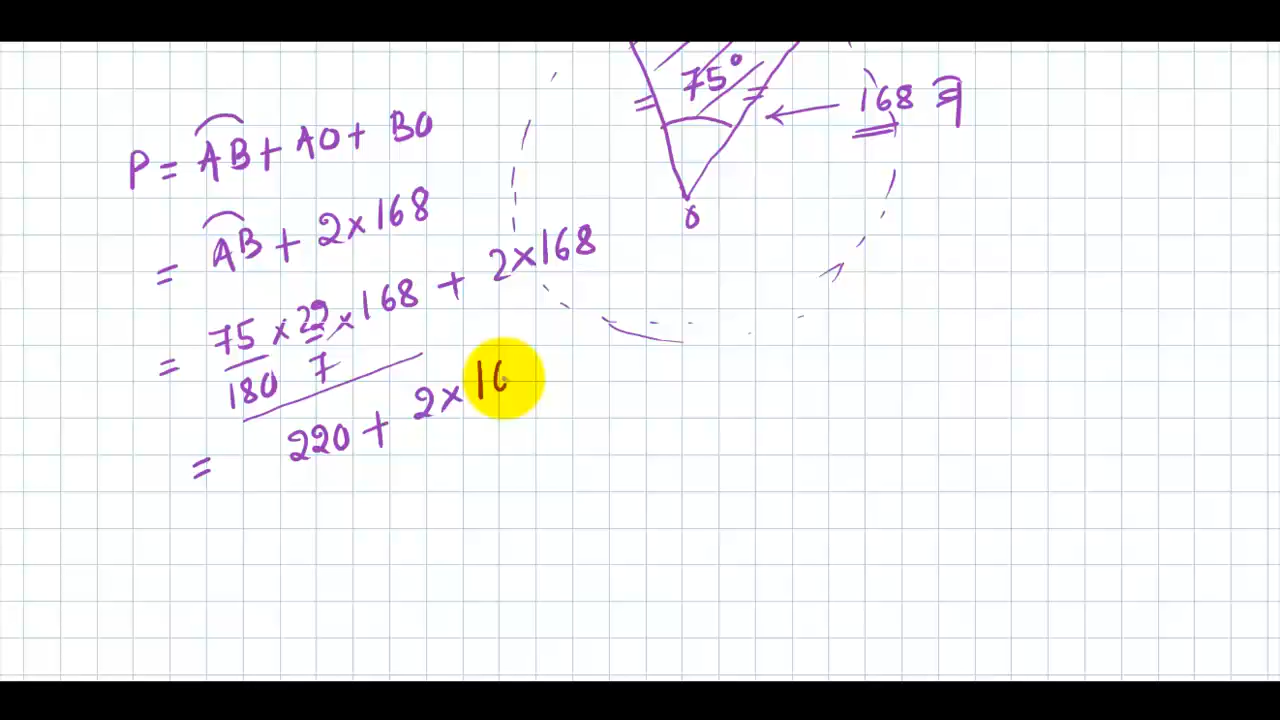 75°
168
O
P = AB + AO + BO
= AB + 2×168
= 75/180 × 22/7 × 168 + 2×168
= 220 + 2×16